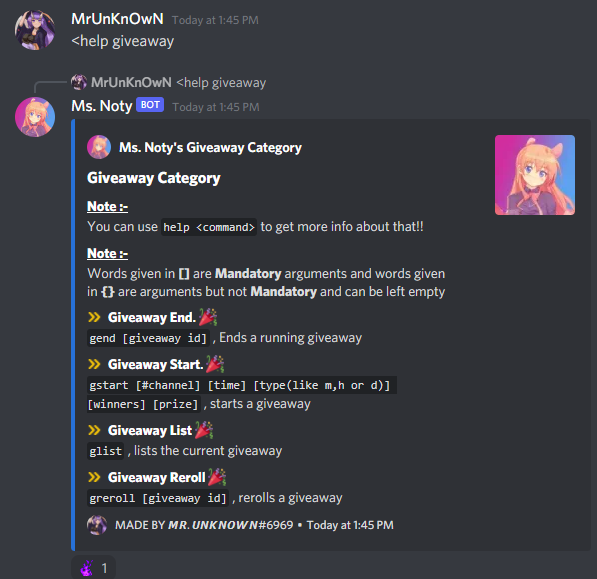 MrUnKnOwN Today at 1:45 PM
<help giveaway
MrUnKnOwN <help giveaway
Ms. Noty BOT Today at 1:45 PM
Ms. Noty's Giveaway Category
Giveaway Category
Note :-
You can use help <command> to get more info about that!!
Note :-
Words given in [] are Mandatory arguments and words given
in {} are arguments but not Mandatory and can be left empty
Giveaway End.
gend [giveaway id] , Ends a running giveaway
Giveaway Start.
gstart [#channel] [time] [type(like m,h or d)]
[winners] [prize] , starts a giveaway
Giveaway List
glist , lists the current giveaway
Giveaway Reroll
greroll [giveaway id] , rerolls a giveaway
MADE BY 𝙈𝙍.𝙐𝙉𝙆𝙉𝙊𝙒𝙉#6969 • Today at 1:45 PM
1